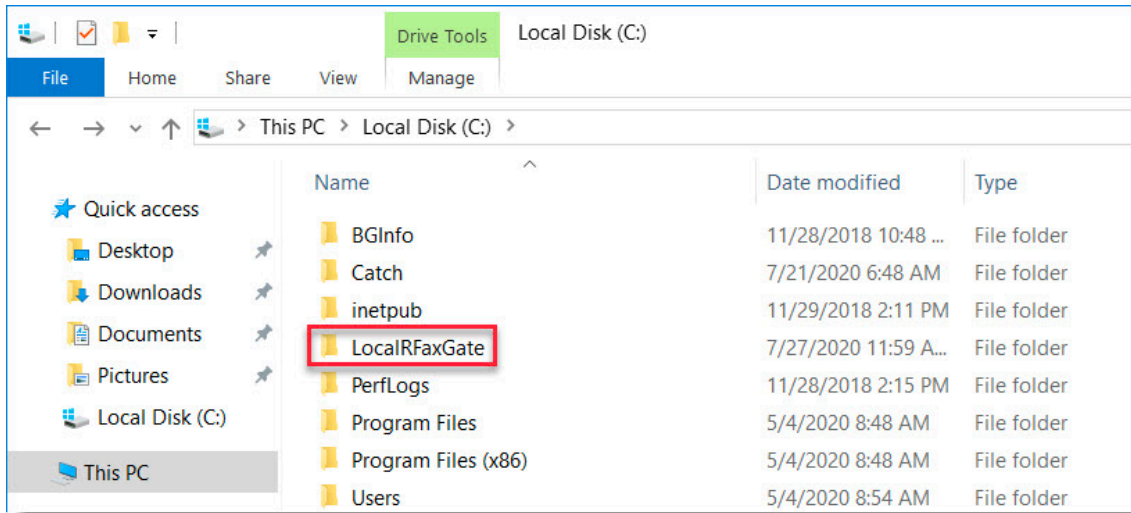 Drive Tools Local Disk (C:)
File Home Share View Manage
This PC > Local Disk (C:) >
Name Date modified Type
Quick access
Desktop
Downloads
Documents
Pictures
Local Disk (C:)
This PC
BGInfo 11/28/2018 10:48 ... File folder
Catch 7/21/2020 6:48 AM File folder
inetpub 11/29/2018 2:11 PM File folder
LocalRFaxGate 7/27/2020 11:59 A... File folder
PerfLogs 11/28/2018 2:15 PM File folder
Program Files 5/4/2020 8:48 AM File folder
Program Files (x86) 5/4/2020 8:48 AM File folder
Users 5/4/2020 8:54 AM File folder